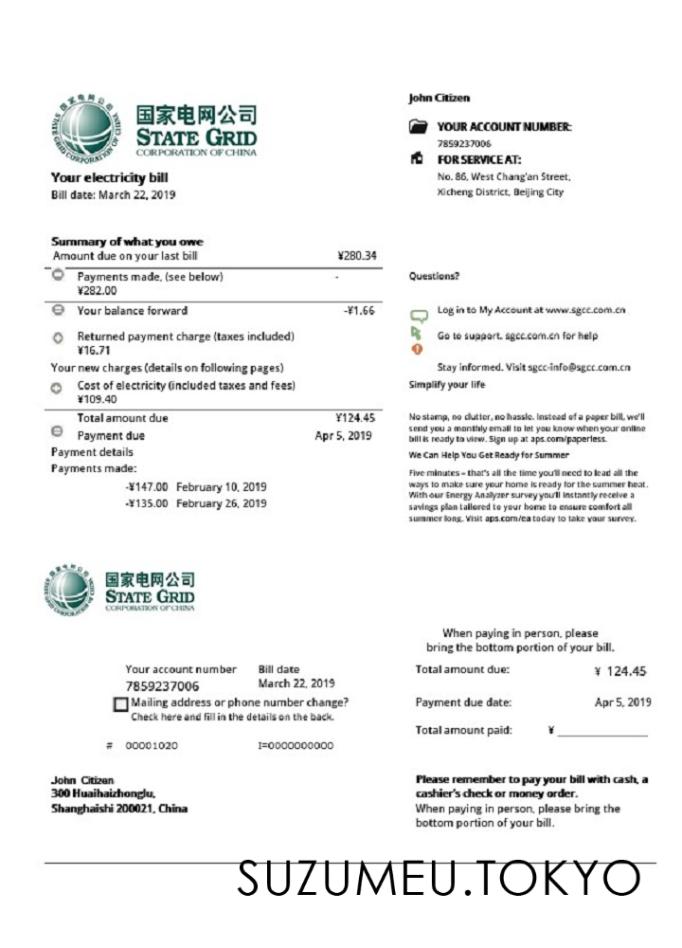 国家电网公司
STATE GRID
CORPORATION OF CHINA
Your electricity bill
Bill date: March 22, 2019
John Citizen
YOUR ACCOUNT NUMBER:
7859237006
FOR SERVICE AT:
No. 86, West Chang'an Street,
Xicheng District, Beijing City
Summary of what you owe
Amount due on your last bill ¥280.34
Payments made, (see below) -
¥282.00
Your balance forward -¥1.66
Returned payment charge (taxes included)
¥16.71
Your new charges (details on following pages)
Cost of electricity (included taxes and fees)
¥109.40
Total amount due ¥124.45
Payment due Apr 5, 2019
Payment details
Payments made:
-¥147.00 February 10, 2019
-¥135.00 February 26, 2019
Questions?
Log in to My Account at www.sgcc.com.cn
Go to support. sgcc.com.cn for help
Stay informed. Visit sgcc-info@sgcc.com.cn
Simplify your life
No stamp, no clutter, no hassle. Instead of a paper bill, we'll
send you a monthly email to let you know when your online
bill is ready to view. Sign up at aps.com/paperless.
We Can Help You Get Ready for Summer
Five minutes – that's all the time you'll need to lead all the
ways to make sure your home is ready for the summer heat.
With our Energy Analyzer survey you'll instantly receive a
savings plan tailored to your home to ensure comfort all
summer long. Visit aps.com/ea today to take your survey.
国家电网公司
STATE GRID
CORPORATION OF CHINA
When paying in person, please
bring the bottom portion of your bill.
Your account number Bill date
7859237006 March 22, 2019
Mailing address or phone number change?
Check here and fill in the details on the back.
# 00001020 I=0000000000
Total amount due: ¥ 124.45
Payment due date: Apr 5, 2019
Total amount paid: ¥
John Citizen
300 Huaihaizhonglu,
Shanghaishi 200021, China
Please remember to pay your bill with cash, a
cashier's check or money order.
When paying in person, please bring the
bottom portion of your bill.
SUZUMEU.TOKYO